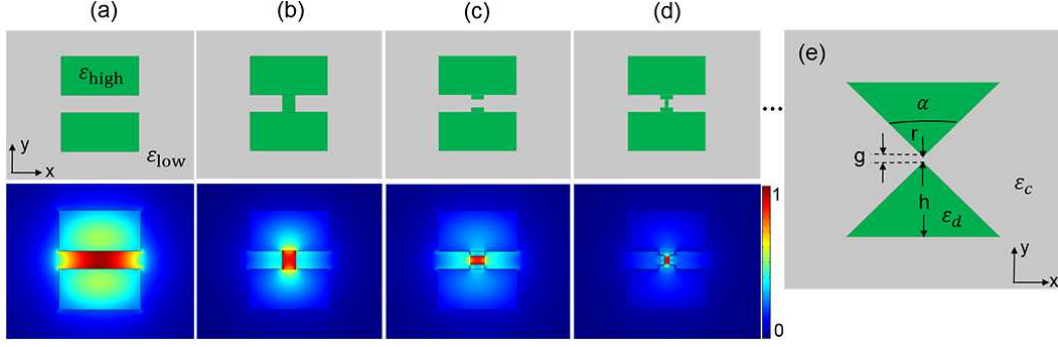 (a) (b) (c) (d)
(e)
ε_high
ε_low
y
x
...
α
r
g
h
ε_c
ε_d
y
x
1
0